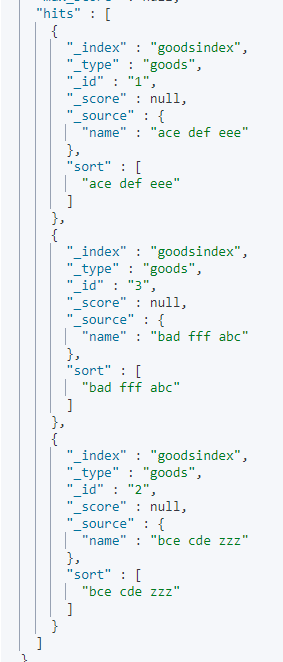 "hits" : [
{
"_index" : "goodsindex",
"_type" : "goods",
"_id" : "1",
"_score" : null,
"_source" : {
"name" : "ace def eee"
},
"sort" : [
"ace def eee"
]
},
{
"_index" : "goodsindex",
"_type" : "goods",
"_id" : "3",
"_score" : null,
"_source" : {
"name" : "bad fff abc"
},
"sort" : [
"bad fff abc"
]
},
{
"_index" : "goodsindex",
"_type" : "goods",
"_id" : "2",
"_score" : null,
"_source" : {
"name" : "bce cde zzz"
},
"sort" : [
"bce cde zzz"
]
}
]
}